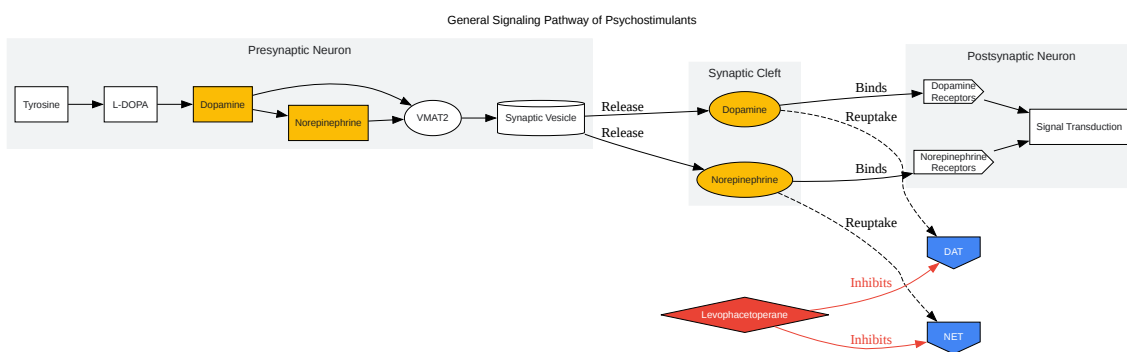 General Signaling Pathway of Psychostimulants
Presynaptic Neuron
Tyrosine
L-DOPA
Dopamine
Norepinephrine
VMAT2
Synaptic Vesicle
Release
Release
Synaptic Cleft
Dopamine
Norepinephrine
Binds
Reuptake
Binds
Reuptake
Postsynaptic Neuron
Dopamine
Receptors
Norepinephrine
Receptors
Signal Transduction
DAT
NET
Levophacetoperane
Inhibits
Inhibits